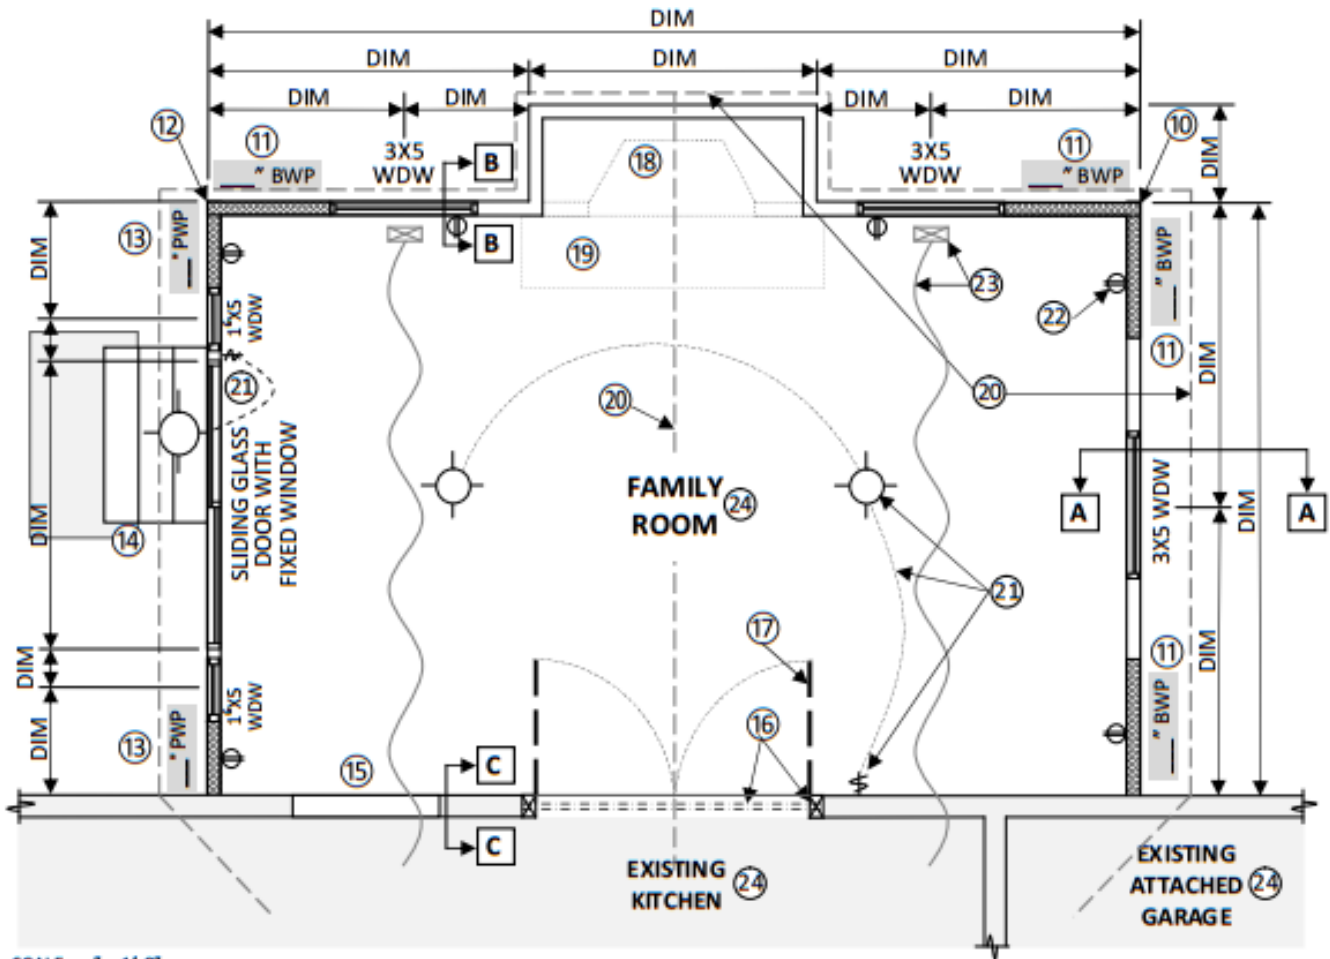 DIM
DIM
DIM
DIM
DIM
DIM
DIM
DIM
12
11
3X5
WDW
B
18
3X5
WDW
11
10
DIM
" BWP
" BWP
13
" PWP
B
19
" BWP
DIM
23
22
1'X5
WDW
11
DIM
21
20
20
SLIDING GLASS
DOOR WITH
FIXED WINDOW
FAMILY
ROOM
24
A
A
3X5 WDW
DIM
DIM
14
21
17
11
DIM
DIM
1'X5
WDW
" BWP
13
" PWP
DIM
16
15
C
C
EXISTING
KITCHEN
24
EXISTING
ATTACHED
GARAGE
24